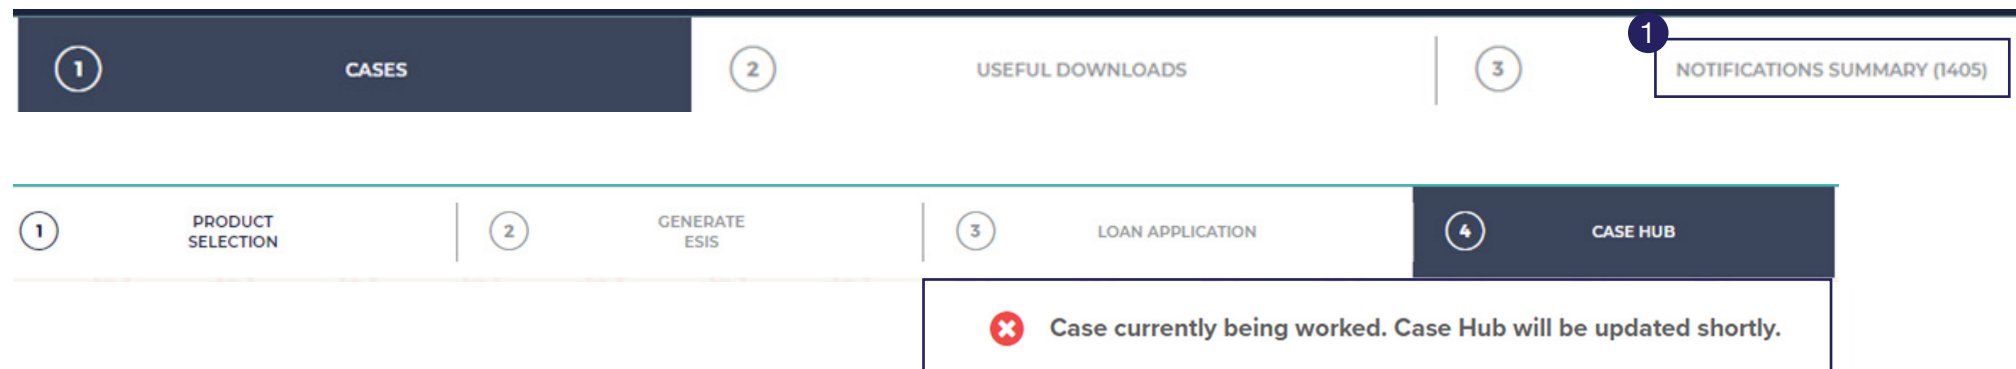 1
1 CASES 2 USEFUL DOWNLOADS 3 NOTIFICATIONS SUMMARY (1405)
1 PRODUCT SELECTION 2 GENERATE ESIS 3 LOAN APPLICATION 4 CASE HUB
Case currently being worked. Case Hub will be updated shortly.